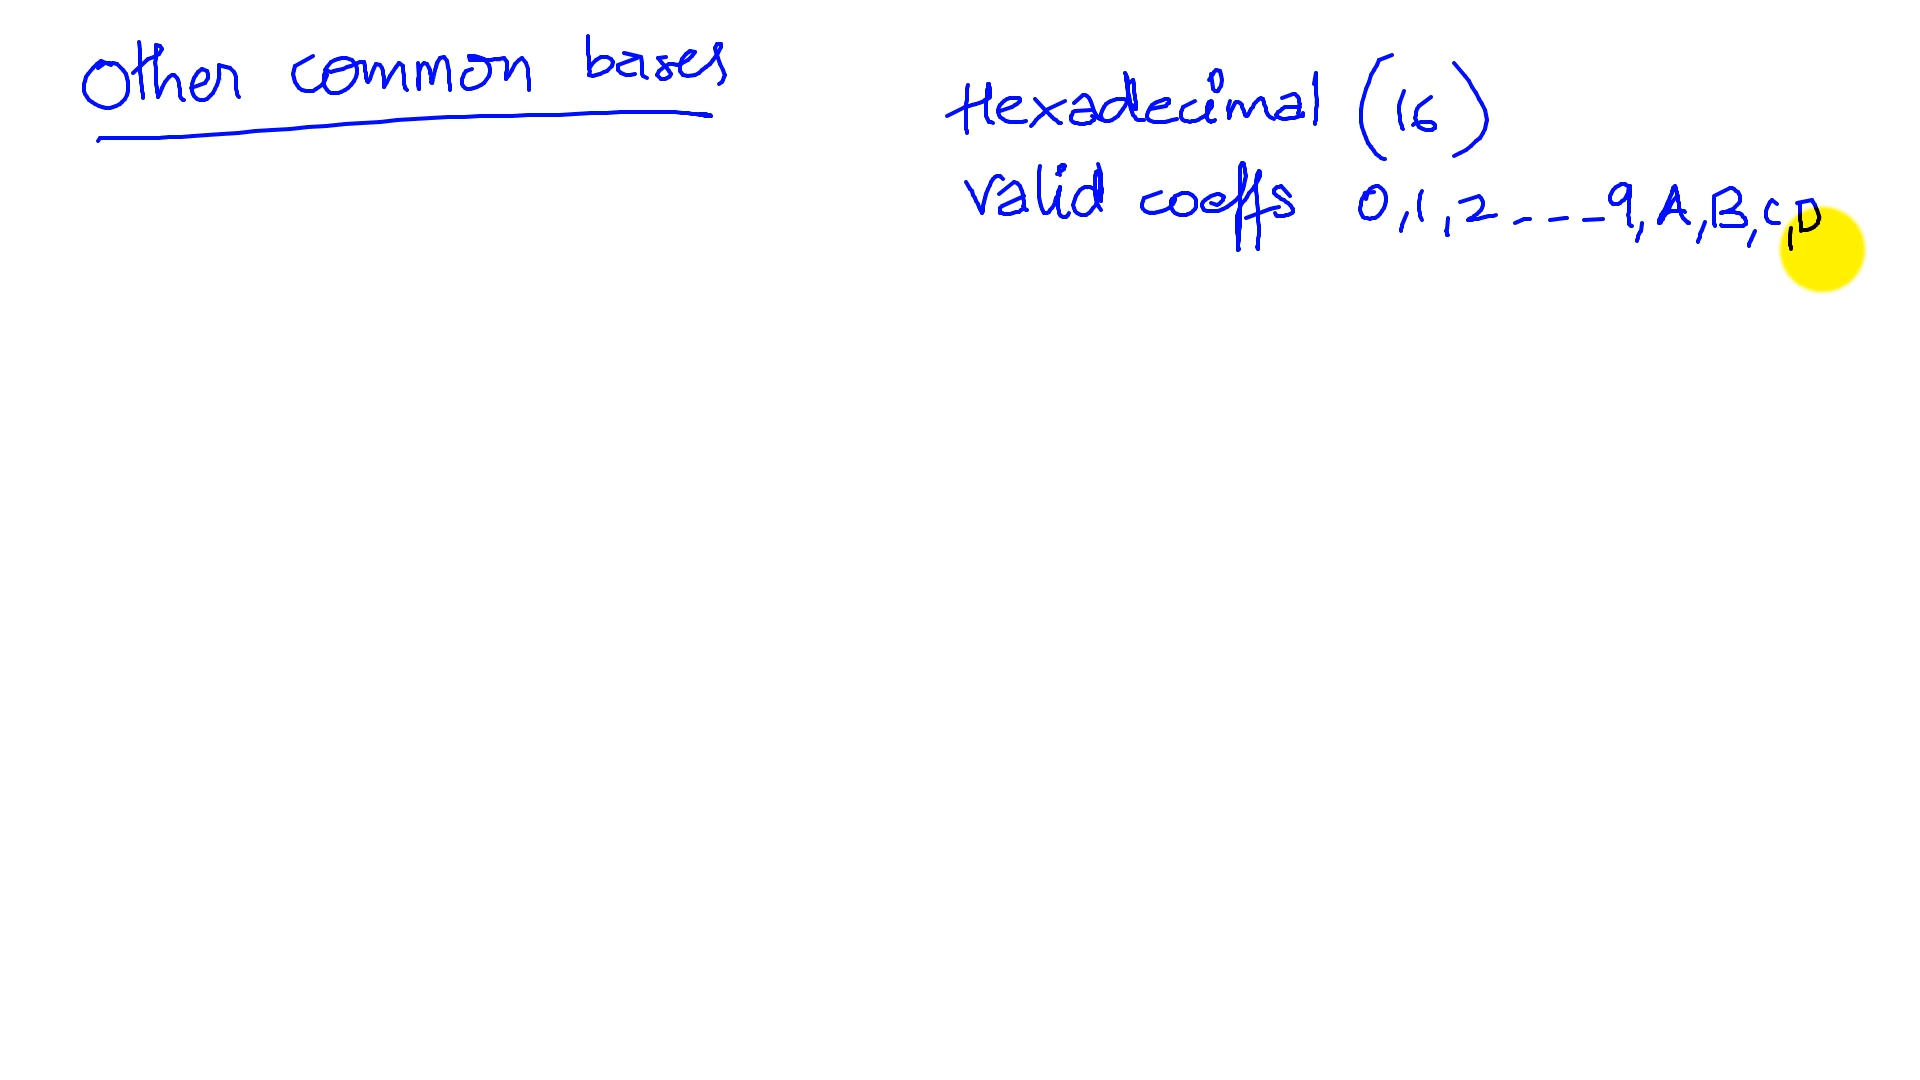 Other common bases
Hexadecimal (16)
valid coeffs 0,1,2---9,A,B,C,D